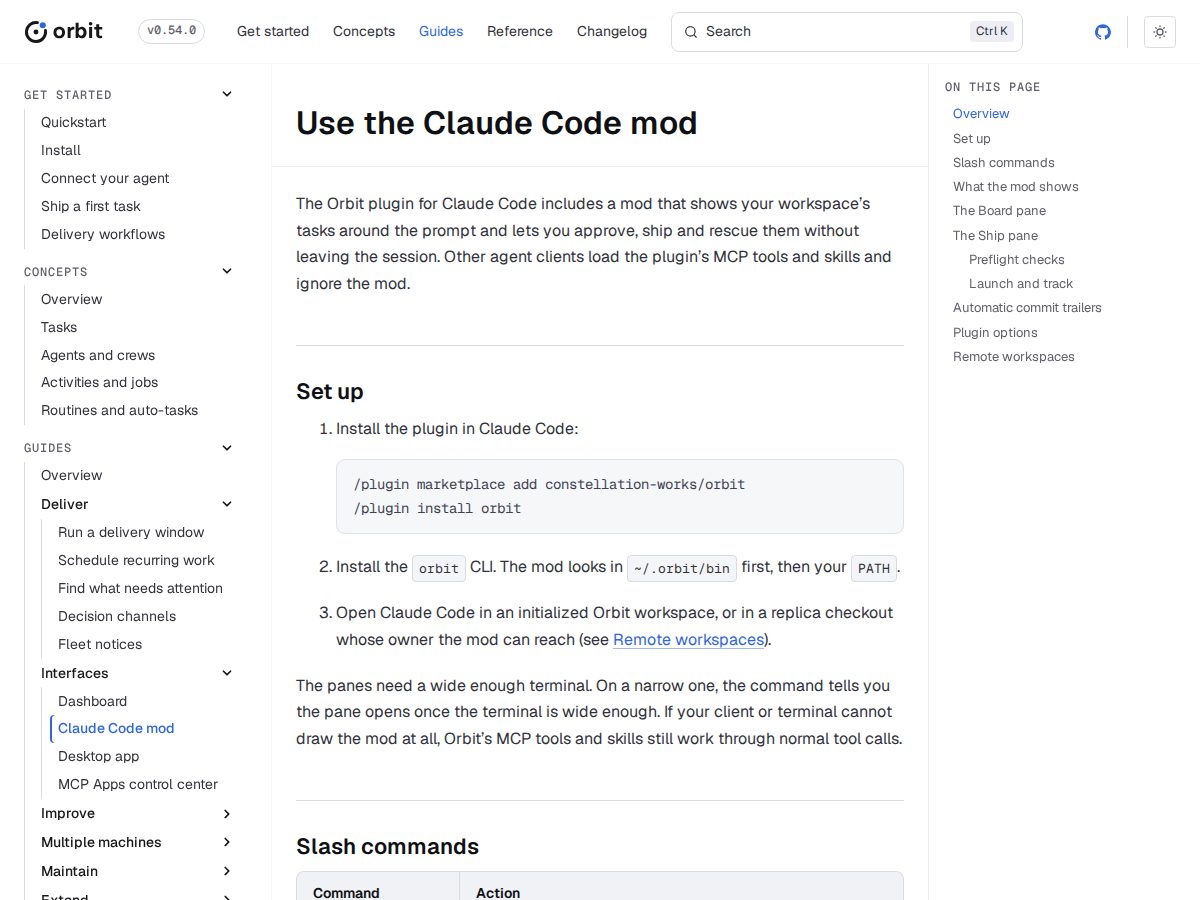 orbit
v0.54.0
Get started
Concepts
Guides
Reference
Changelog
Search
Ctrl K
GET STARTED
Quickstart
Install
Connect your agent
Ship a first task
Delivery workflows
CONCEPTS
Overview
Tasks
Agents and crews
Activities and jobs
Routines and auto-tasks
GUIDES
Overview
Deliver
Run a delivery window
Schedule recurring work
Find what needs attention
Decision channels
Fleet notices
Interfaces
Dashboard
Claude Code mod
Desktop app
MCP Apps control center
Improve
Multiple machines
Maintain
Extend
Use the Claude Code mod
The Orbit plugin for Claude Code includes a mod that shows your workspace’s
tasks around the prompt and lets you approve, ship and rescue them without
leaving the session. Other agent clients load the plugin’s MCP tools and skills and
ignore the mod.
Set up
1. Install the plugin in Claude Code:
/plugin marketplace add constellation-works/orbit
/plugin install orbit
2. Install the orbit CLI. The mod looks in ~/.orbit/bin first, then your PATH.
3. Open Claude Code in an initialized Orbit workspace, or in a replica checkout
whose owner the mod can reach (see Remote workspaces).
The panes need a wide enough terminal. On a narrow one, the command tells you
the pane opens once the terminal is wide enough. If your client or terminal cannot
draw the mod at all, Orbit’s MCP tools and skills still work through normal tool calls.
Slash commands
Command
Action
ON THIS PAGE
Overview
Set up
Slash commands
What the mod shows
The Board pane
The Ship pane
Preflight checks
Launch and track
Automatic commit trailers
Plugin options
Remote workspaces